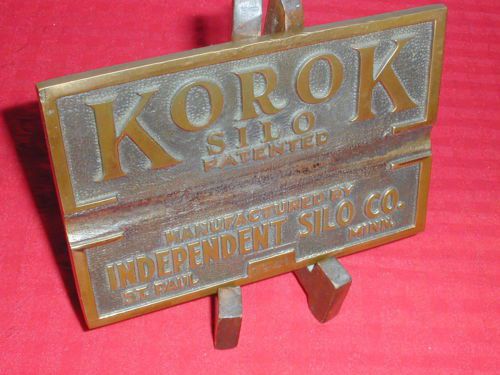 KOROK
SILO
PATENTED
MANUFACTURED BY
INDEPENDENT SILO CO.
ST. PAUL MINN.